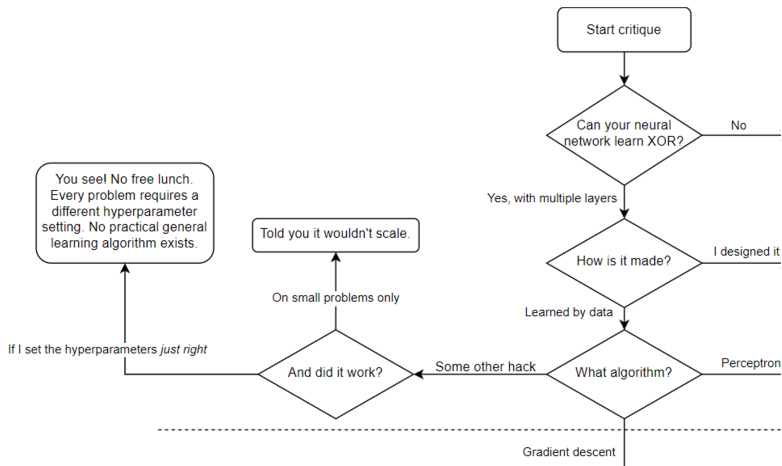 Start critique
Can your neural
network learn XOR?
No
Yes, with multiple layers
You see! No free lunch.
Every problem requires a
different hyperparameter
setting. No practical general
learning algorithm exists.
Told you it wouldn't scale.
How is it made?
I designed it
On small problems only
Learned by data
If I set the hyperparameters just right
And did it work?
Some other hack
What algorithm?
Perceptron
Gradient descent